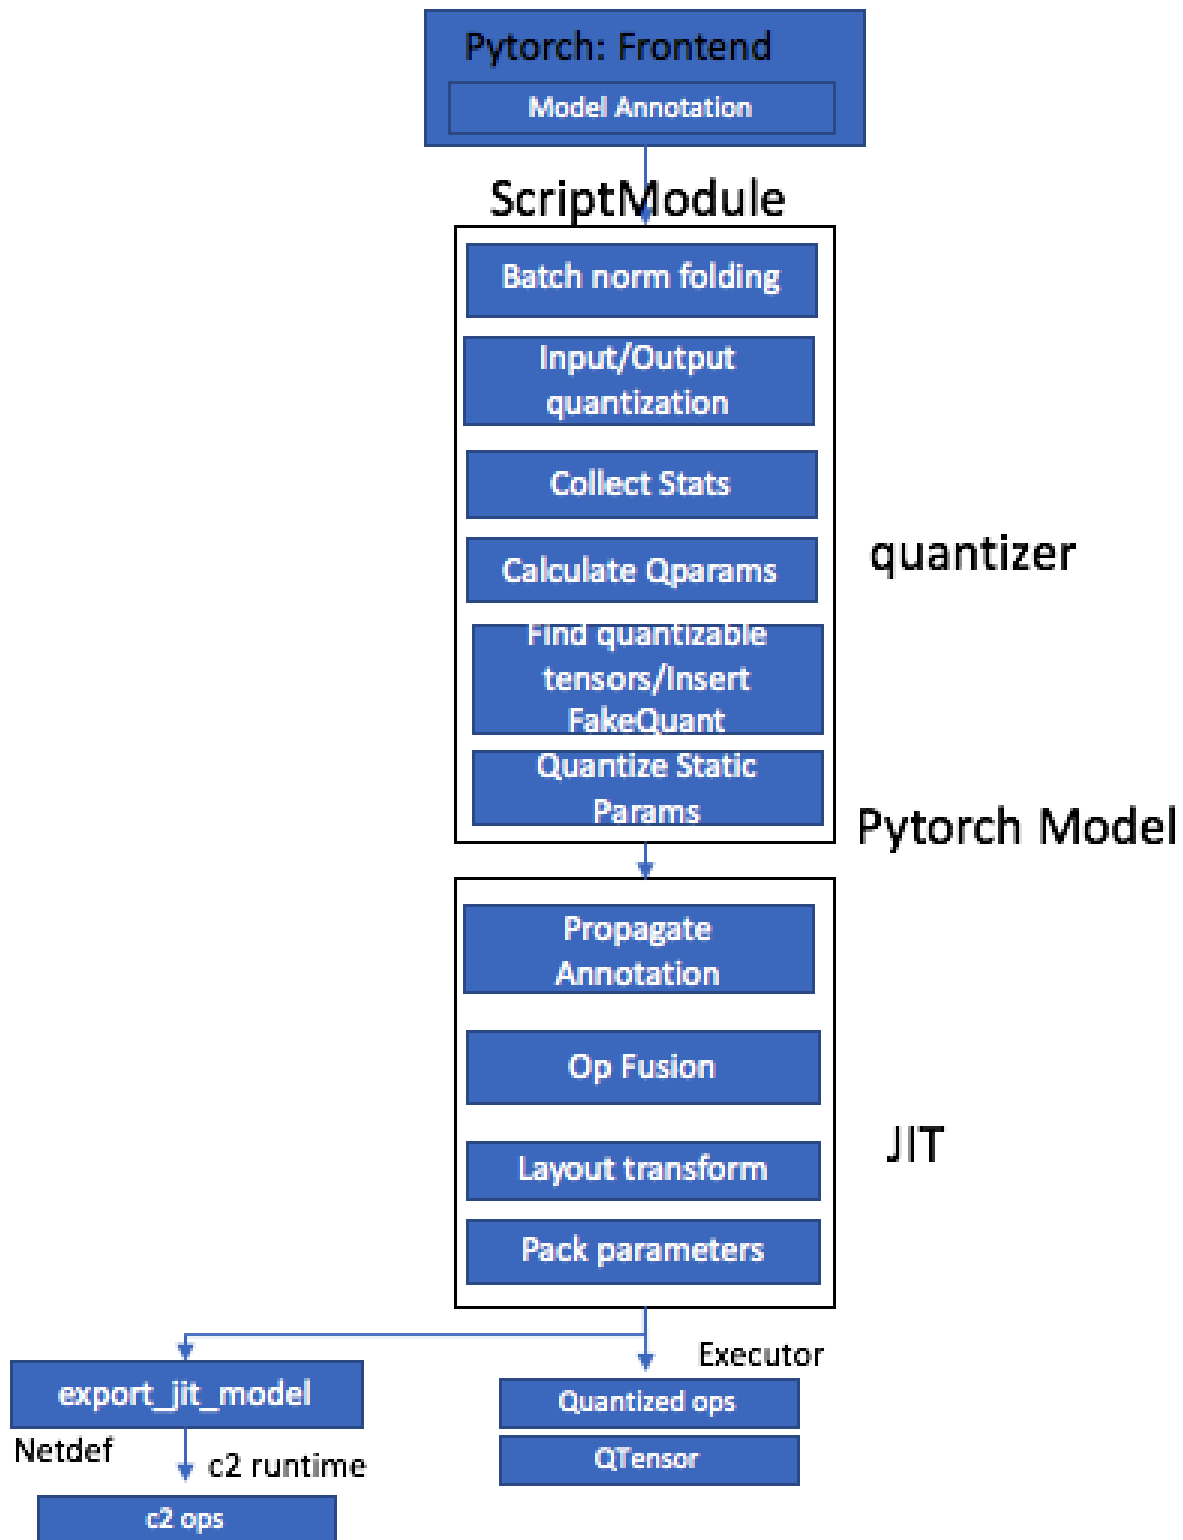 Pytorch: Frontend
Model Annotation
ScriptModule
Batch norm folding
Input/Output
quantization
Collect Stats
Calculate Qparams
quantizer
Find quantizable
tensors/Insert
FakeQuant
Quantize Static
Params
Pytorch Model
Propagate
Annotation
Op Fusion
JIT
Layout transform
Pack parameters
Executor
export_jit_model
Quantized ops
Netdef
c2 runtime
QTensor
c2 ops